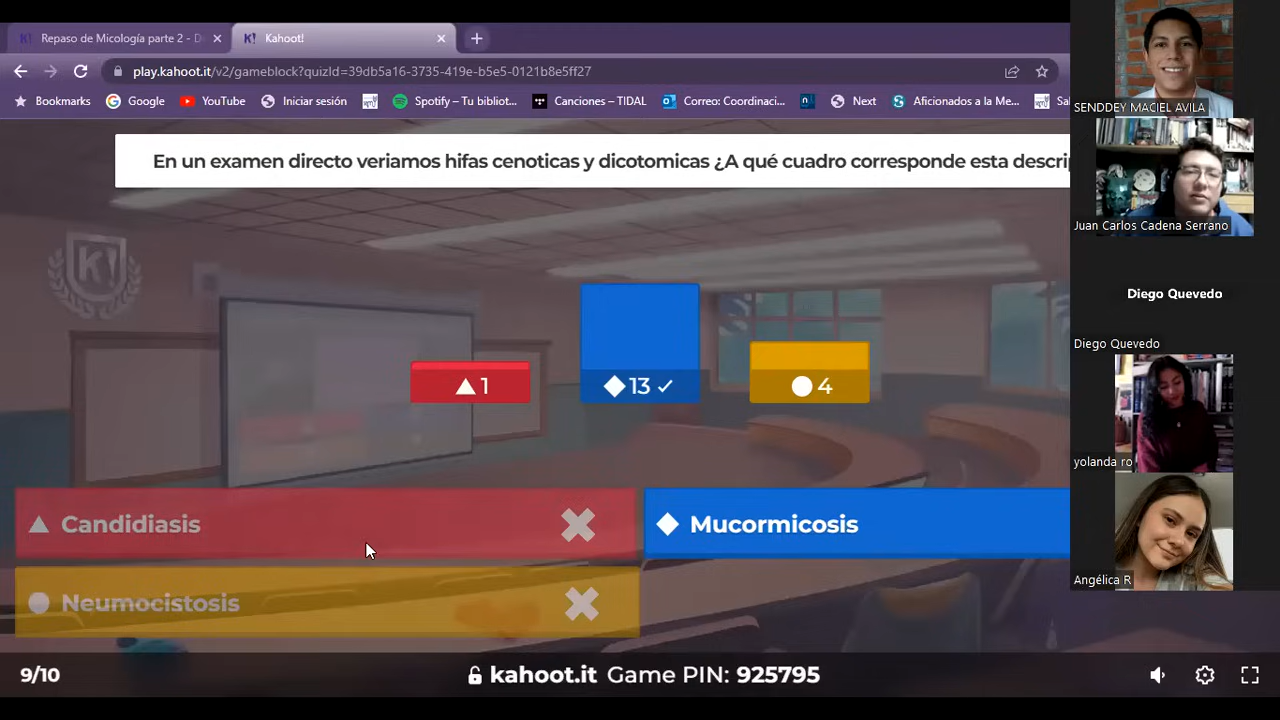 Repaso de Micología parte 2 - D
Kahoot!
play.kahoot.it/v2/gameblock?quizId=39db5a16-3735-419e-b5e5-0121b8e5ff27
Bookmarks
Google
YouTube
Iniciar sesión
Spotify – Tu bibliot...
Canciones – TIDAL
Correo: Coordinaci...
Next
Aficionados a la Me...
Sal
En un examen directo veriamos hifas cenoticas y dicotomicas ¿A qué cuadro corresponde esta descrip
K!
1
13
4
Candidiasis
Mucormicosis
Neumocistosis
9/10
kahoot.it Game PIN: 925795
SENDDEY MACIEL AVILA
Juan Carlos Cadena Serrano
Diego Quevedo
Diego Quevedo
yolanda ro
Angélica R